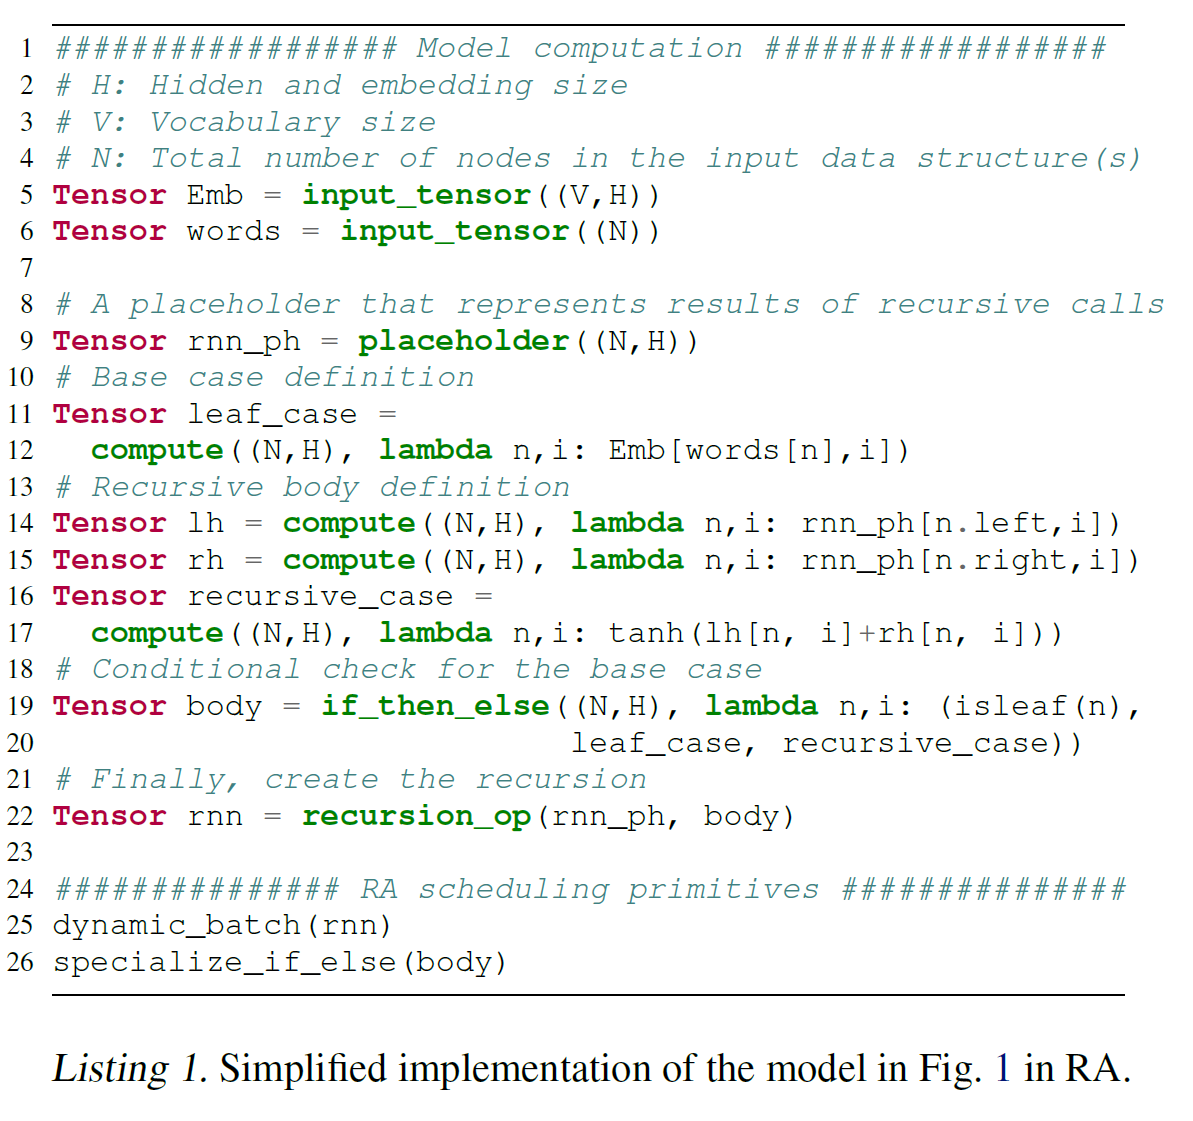 1 ################## Model computation ##################
2 # H: Hidden and embedding size
3 # V: Vocabulary size
4 # N: Total number of nodes in the input data structure(s)
5 Tensor Emb = input_tensor((V,H))
6 Tensor words = input_tensor((N))
7
8 # A placeholder that represents results of recursive calls
9 Tensor rnn_ph = placeholder((N,H))
10 # Base case definition
11 Tensor leaf_case =
12   compute((N,H), lambda n,i: Emb[words[n],i])
13 # Recursive body definition
14 Tensor lh = compute((N,H), lambda n,i: rnn_ph[n.left,i])
15 Tensor rh = compute((N,H), lambda n,i: rnn_ph[n.right,i])
16 Tensor recursive_case =
17   compute((N,H), lambda n,i: tanh(lh[n, i]+rh[n, i]))
18 # Conditional check for the base case
19 Tensor body = if_then_else((N,H), lambda n,i: (isleaf(n),
20                            leaf_case, recursive_case))
21 # Finally, create the recursion
22 Tensor rnn = recursion_op(rnn_ph, body)
23
24 ############### RA scheduling primitives ###############
25 dynamic_batch(rnn)
26 specialize_if_else(body)
Listing 1. Simplified implementation of the model in Fig. 1 in RA.